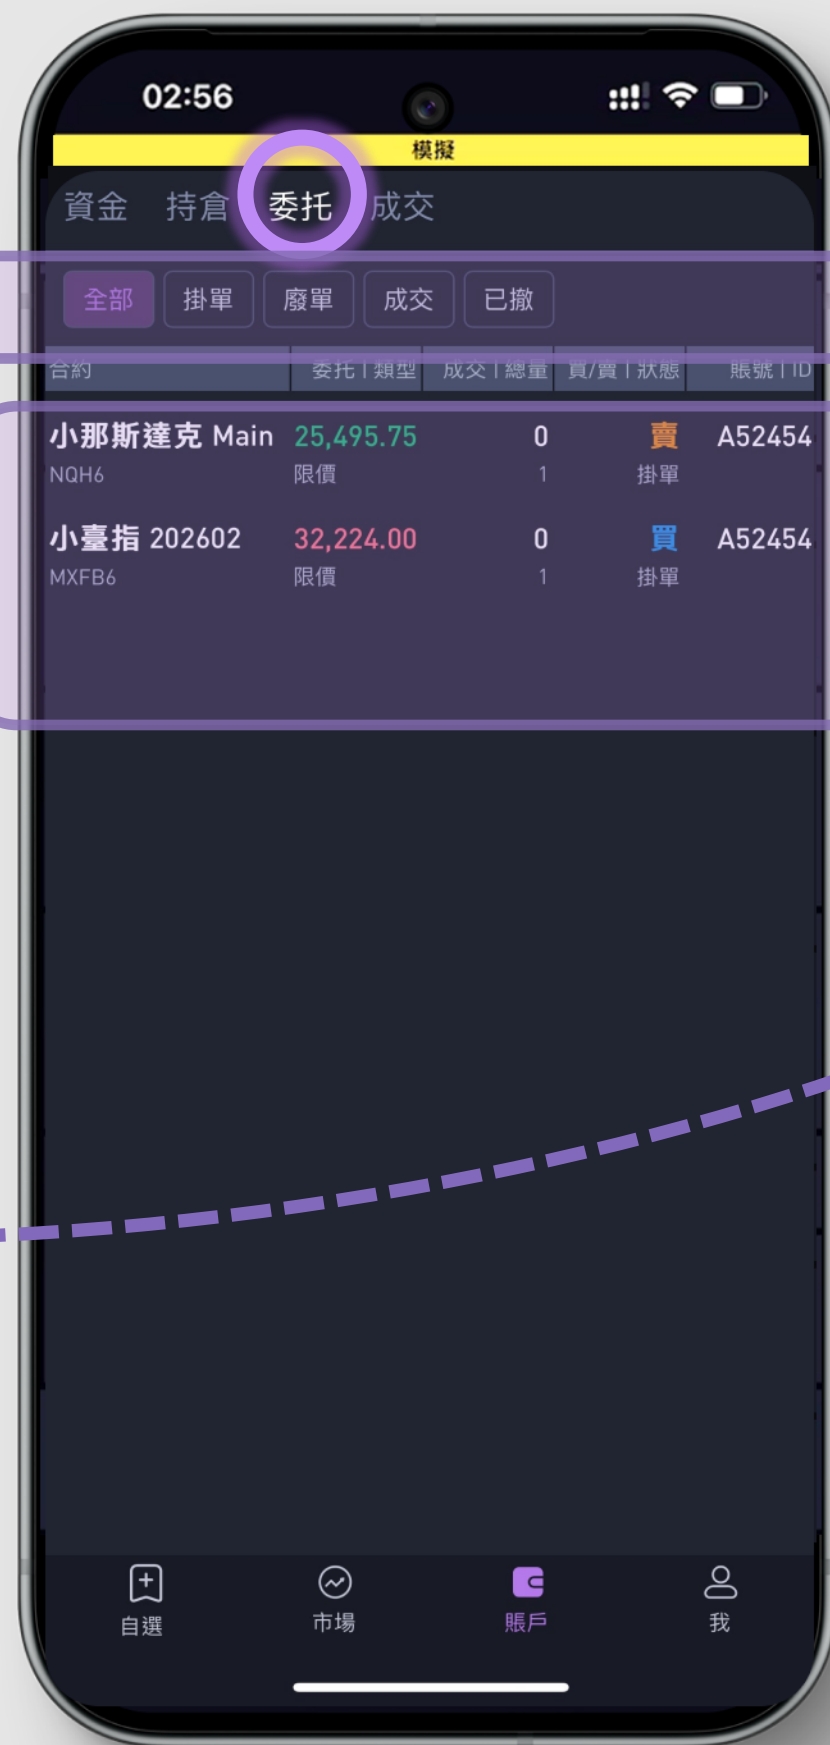 02:56
模擬
資金 持倉 委托 成交
全部 掛單 廢單 成交 已撤
合約 委托|類型 成交|總量 買/賣|狀態 賬號|ID
小那斯達克 Main 25,495.75 0 賣 A52454
NQH6 限價 1 掛單
小臺指 202602 32,224.00 0 買 A52454
MXFB6 限價 1 掛單
自選 市場 賬戶 我